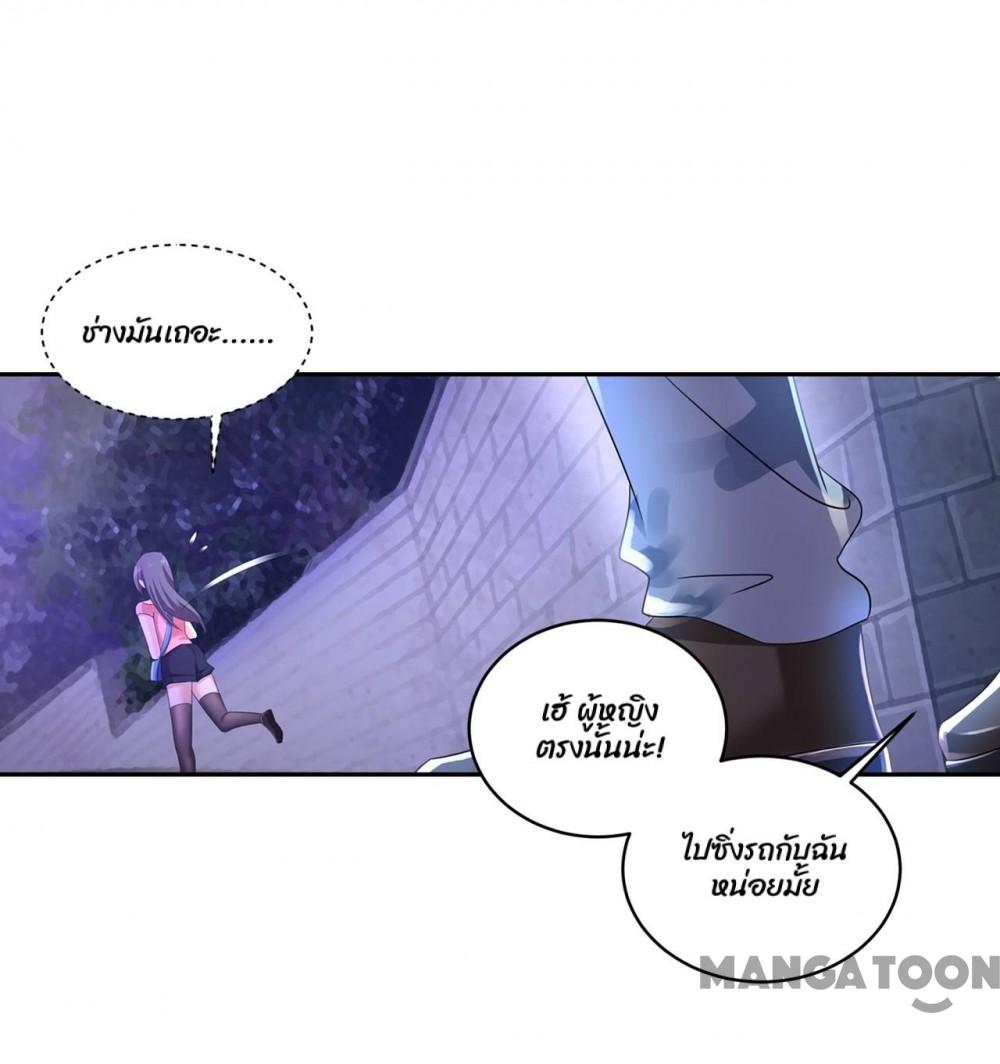 ช่างมันเถอะ......
เฮ้ ผู้หญิง
ตรงนั้นน่ะ!
ไปซิ่งรถกับฉัน
หน่อยมั้ย
MANGATOON